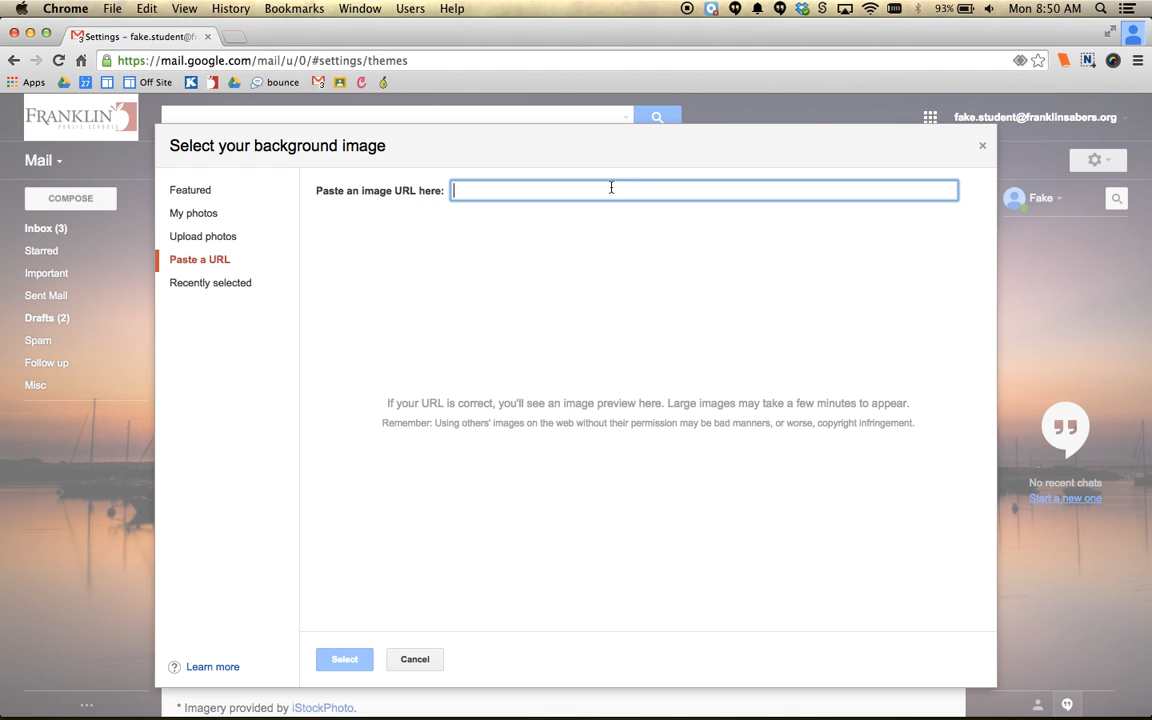 Chrome File Edit View History Bookmarks Window Users Help 93% Mon 8:50 AM
Settings - fake.student@fr
https://mail.google.com/mail/u/0/#settings/themes
Apps 27 Off Site K bounce
FRANKLIN
PUBLIC SCHOOLS
fake.student@franklinsabers.org
Select your background image
Mail
Featured
Paste an image URL here:
COMPOSE
My photos
Fake
Inbox (3)
Upload photos
Starred
Paste a URL
Important
Recently selected
Sent Mail
Drafts (2)
Spam
Follow up
Misc
If your URL is correct, you'll see an image preview here. Large images may take a few minutes to appear.
Remember: Using others' images on the web without their permission may be bad manners, or worse, copyright infringement.
No recent chats
Start a new one
Select Cancel
? Learn more
* Imagery provided by iStockPhoto.